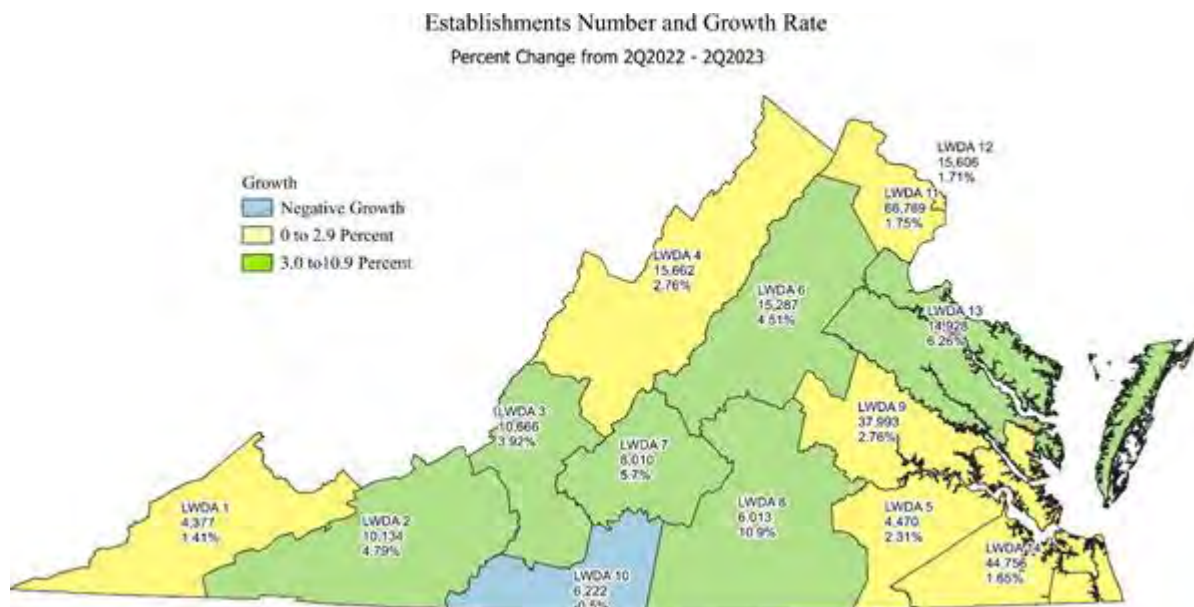 Establishments Number and Growth Rate
Percent Change from 2Q2022 - 2Q2023
LWDA 12
15,606
1.71%
Growth
Negative Growth
0 to 2.9 Percent
3.0 to10.9 Percent
LWDA 11
66,769
1.75%
LWDA 4
15,662
2.76%
LWDA 6
15,287
4.51%
LWDA 13
14,928
6.26%
LWDA 3
10,666
3.92%
LWDA 9
37,993
2.76%
LWDA 7
8,010
5.7%
LWDA 1
4,377
1.41%
LWDA 2
10,134
4.79%
LWDA 8
6,013
10.9%
LWDA 5
4,470
2.31%
LWDA 14
44,756
1.65%
LWDA 10
6,222
-0.5%